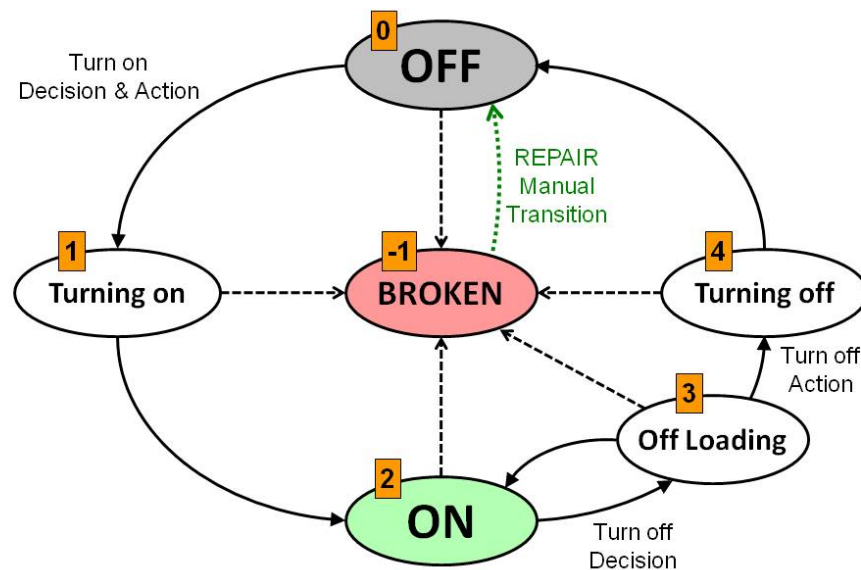 0
OFF
Turn on
Decision & Action
REPAIR
Manual
Transition
1
Turning on
-1
BROKEN
4
Turning off
Turn off
Action
3
Off Loading
2
ON
Turn off
Decision